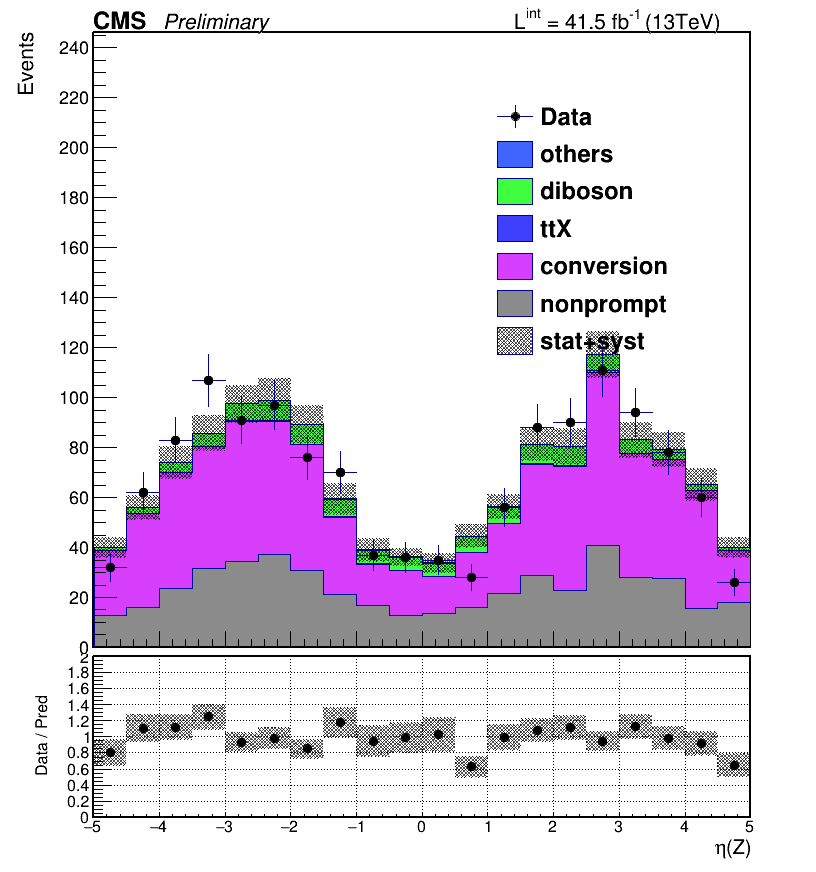 CMS Preliminary L^int = 41.5 fb^-1 (13TeV)
Events
240
220
200
180
160
140
120
100
80
60
40
20
0
Data
others
diboson
ttX
conversion
nonprompt
stat+syst
Data / Pred
2
1.8
1.6
1.4
1.2
1
0.8
0.6
0.4
0.2
0
−5 −4 −3 −2 −1 0 1 2 3 4 5
η(Z)